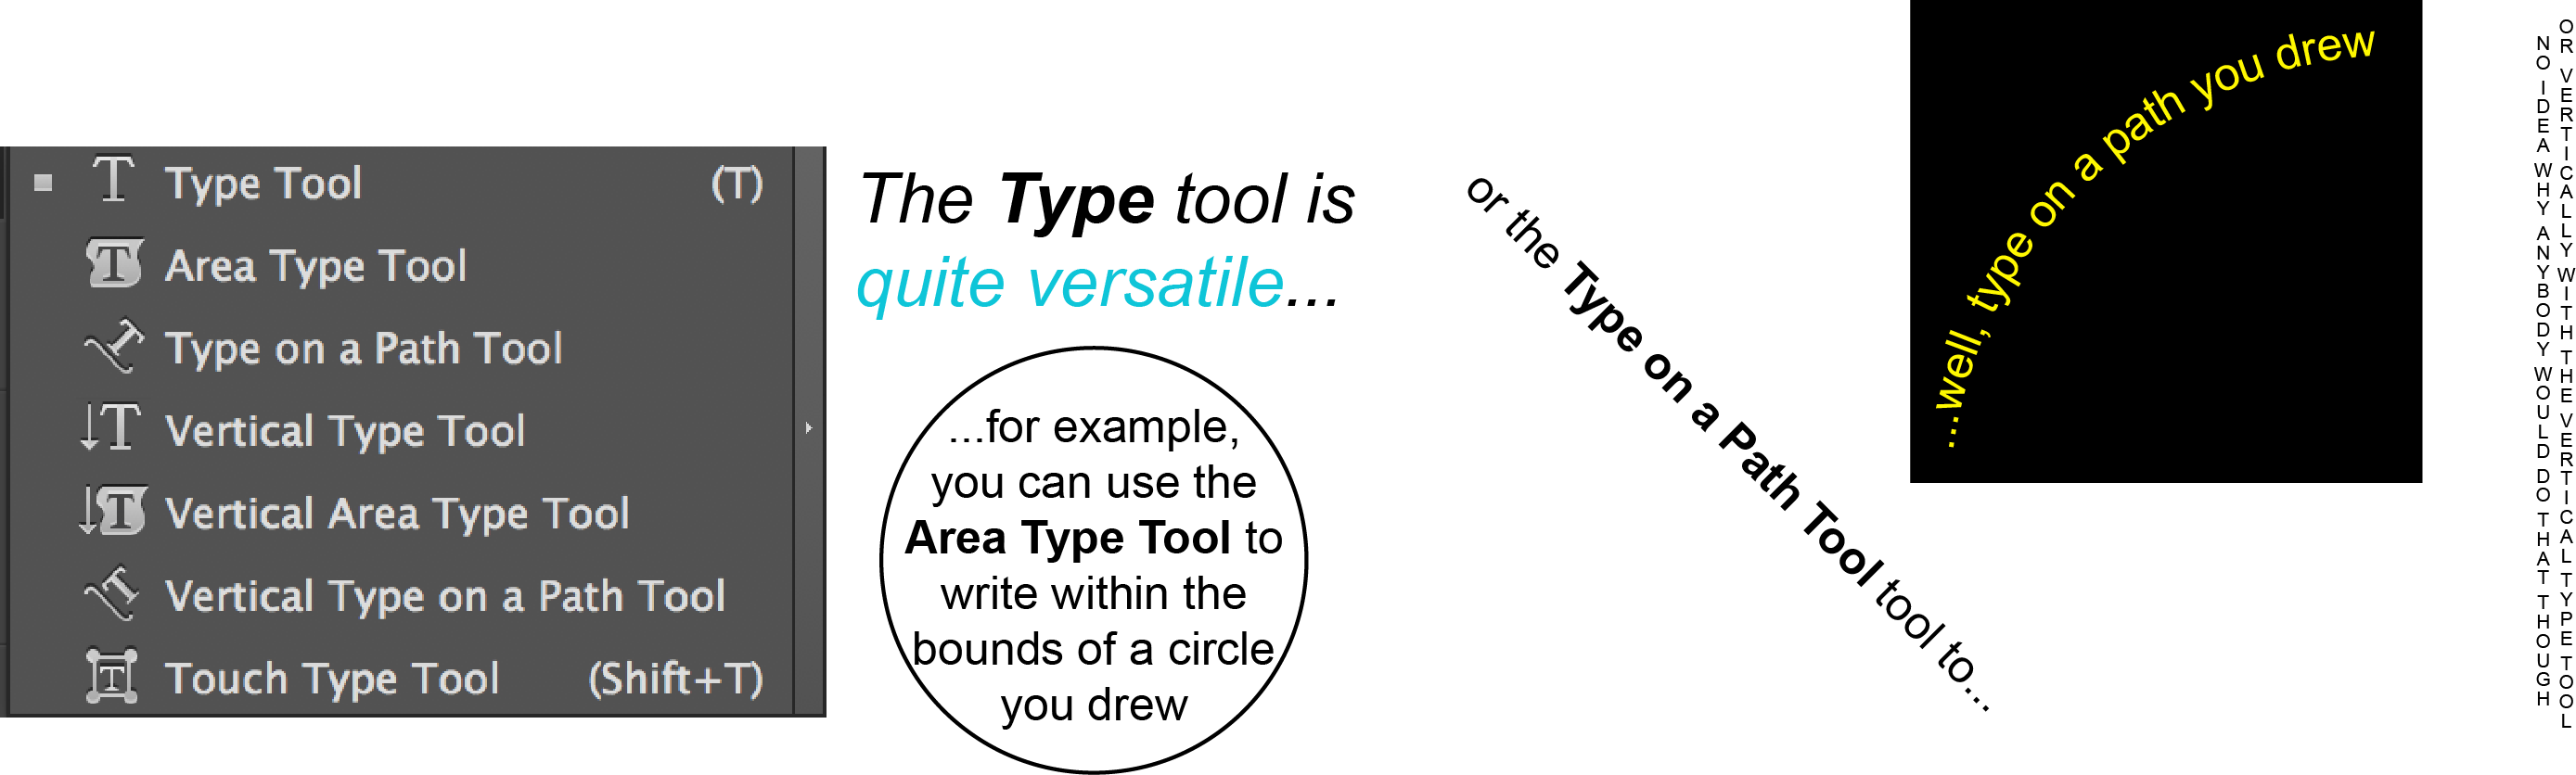 Type Tool (T)
Area Type Tool
Type on a Path Tool
Vertical Type Tool
Vertical Area Type Tool
Vertical Type on a Path Tool
Touch Type Tool (Shift+T)
The Type tool is
quite versatile...
...for example,
you can use the
Area Type Tool to
write within the
bounds of a circle
you drew
or the Type on a Path Tool tool to...
...well, type on a path you drew
OR VERTICALLY WITH THE VERTICAL TYPE TOOL
NO IDEA WHY ANYBODY WOULD DO THAT THOUGH